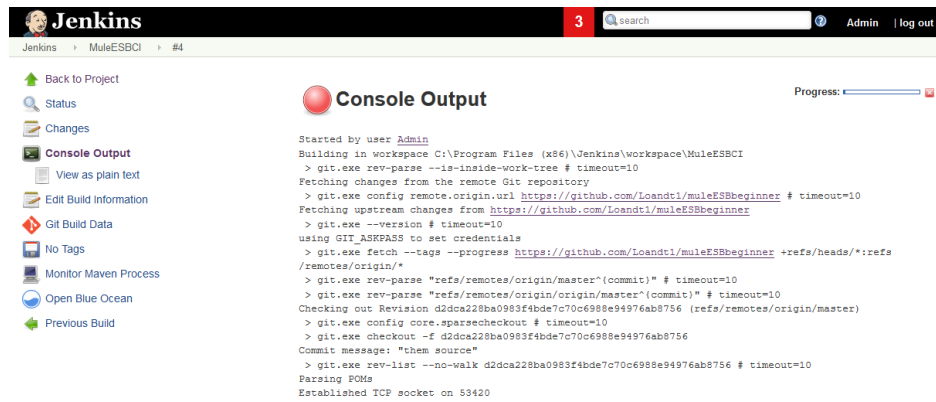 Jenkins
3
search
Admin
| log out
Jenkins
MuleESBCI
#4
Back to Project
Status
Changes
Console Output
View as plain text
Edit Build Information
Git Build Data
No Tags
Monitor Maven Process
Open Blue Ocean
Previous Build
Console Output
Progress:
Started by user Admin
Building in workspace C:\Program Files (x86)\Jenkins\workspace\MuleESBCI
> git.exe rev-parse --is-inside-work-tree # timeout=10
Fetching changes from the remote Git repository
> git.exe config remote.origin.url https://github.com/Loandt1/muleESBbeginner # timeout=10
Fetching upstream changes from https://github.com/Loandt1/muleESBbeginner
> git.exe --version # timeout=10
using GIT_ASKPASS to set credentials
> git.exe fetch --tags --progress https://github.com/Loandt1/muleESBbeginner +refs/heads/*:refs
/remotes/origin/*
> git.exe rev-parse "refs/remotes/origin/master^{commit}" # timeout=10
> git.exe rev-parse "refs/remotes/origin/origin/master^{commit}" # timeout=10
Checking out Revision d2dca228ba0983f4bde7c70c6988e94976ab8756 (refs/remotes/origin/master)
> git.exe config core.sparsecheckout # timeout=10
> git.exe checkout -f d2dca228ba0983f4bde7c70c6988e94976ab8756
Commit message: "them source"
> git.exe rev-list --no-walk d2dca228ba0983f4bde7c70c6988e94976ab8756 # timeout=10
Parsing POMs
Established TCP socket on 53420